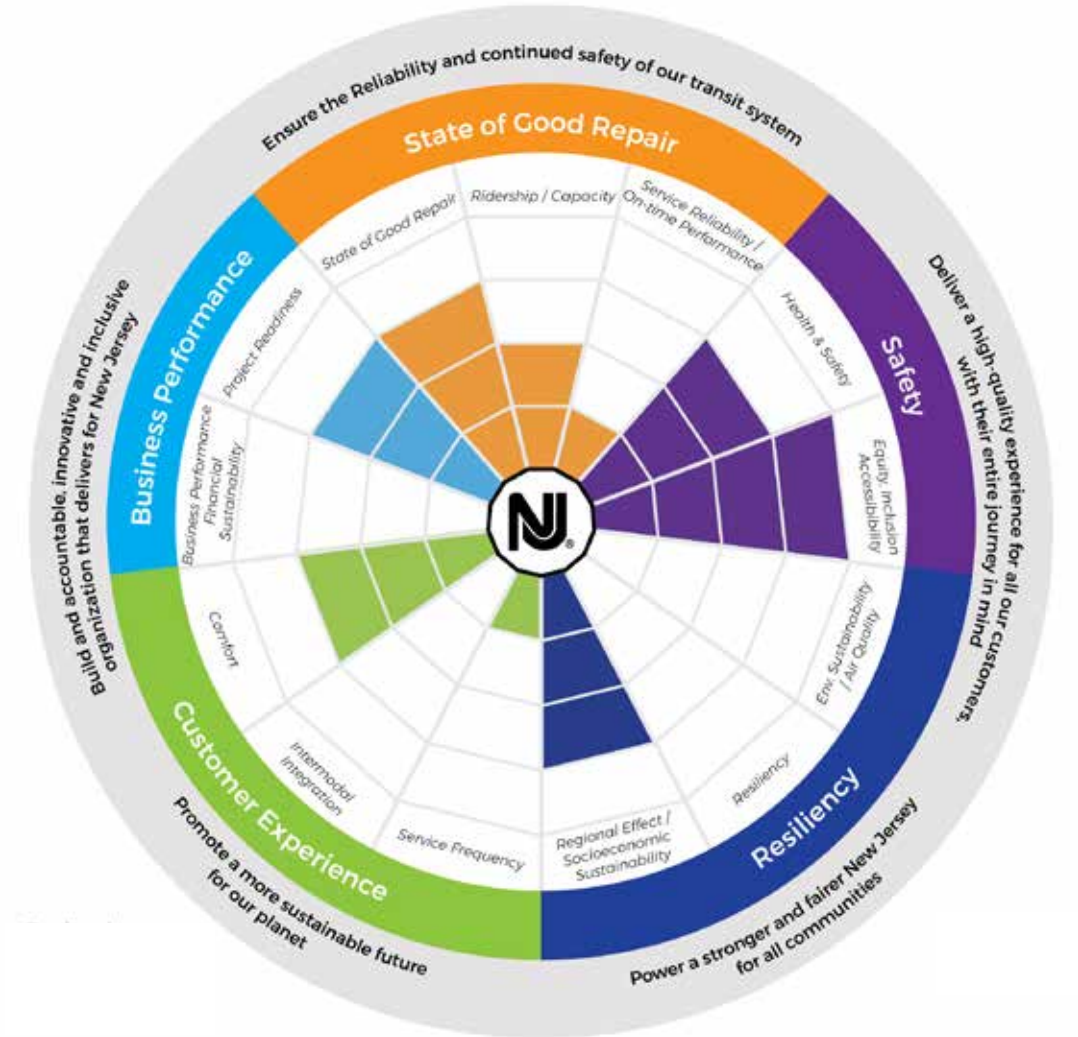 Ensure the Reliability and continued safety of our transit system
State of Good Repair
State of Good Repair
Ridership / Capacity
Service Reliability /
On-time Performance
Deliver a high-quality experience for all our customers,
with their entire journey in mind
Safety
Health & Safety
Equity, Inclusion
Accessibibility
Power a stronger and fairer New Jersey
for all communities
Resiliency
Env. Sustainability
/ Air Quality
Resiliency
Regional Effect /
Socioeconomic
Sustainability
Promote a more sustainable future
for our planet
Customer Experience
Service Frequency
Intermodal
Integration
Comfort
Build and accountable, innovative and inclusive
organization that delivers for New Jersey
Business Performance
Business Performance
Financial
Sustainability
Project Readiness
NJ®